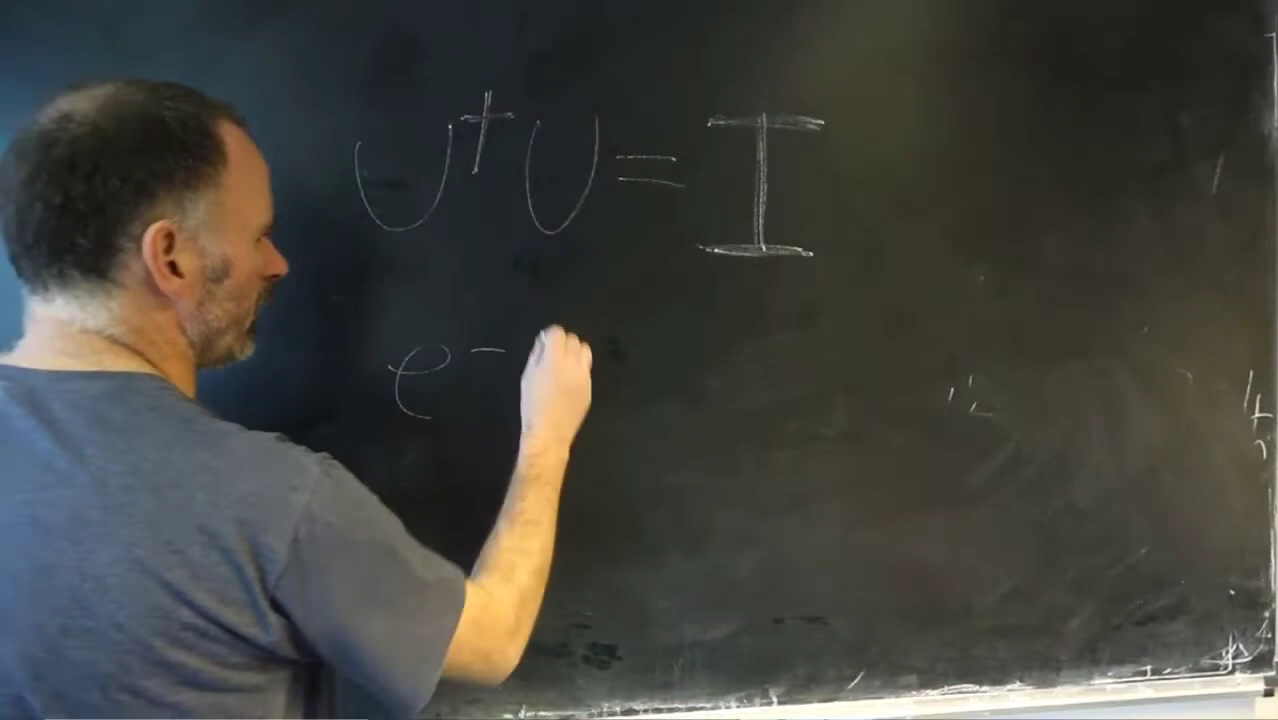 U† U = I
e⁻